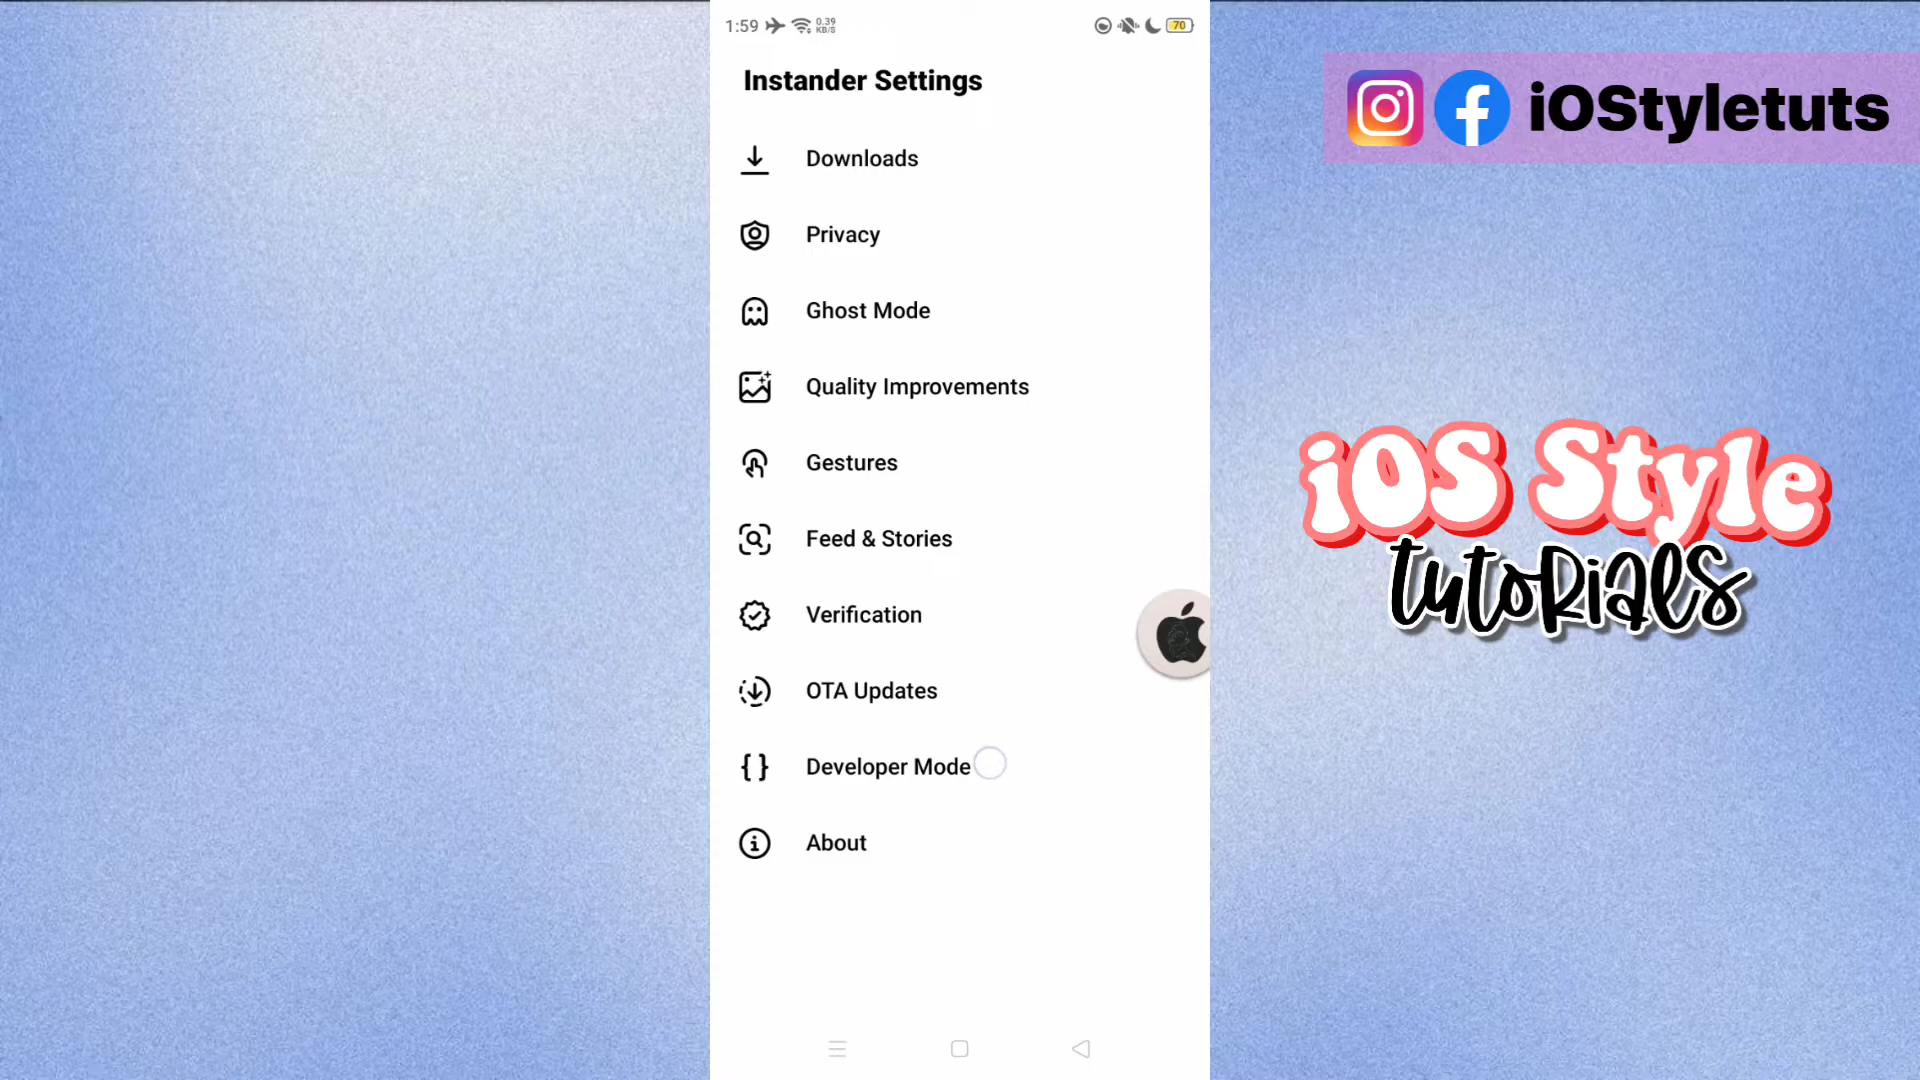 1:59 0.39 KB/S 70
Instander Settings
Downloads
Privacy
Ghost Mode
Quality Improvements
Gestures
Feed & Stories
Verification
OTA Updates
Developer Mode
About
iOStyletuts
iOS Style
tutorials